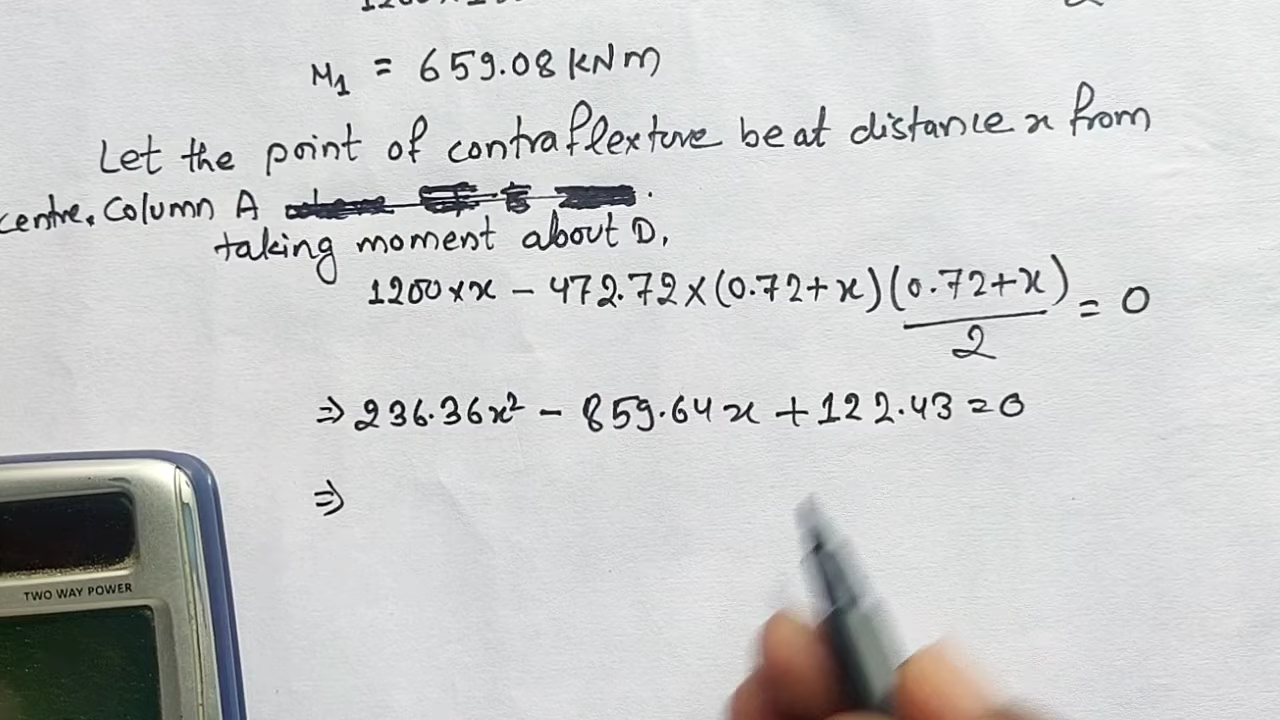 M₁ = 659.08 kNm
Let the point of contraflexture be at distance x from
centre. Column A
taking moment about D,
1200 × x - 472.72 × (0.72+x) (0.72+x)/2 = 0
⇒ 236.36x² - 859.64x + 122.43 = 0
⇒
TWO WAY POWER